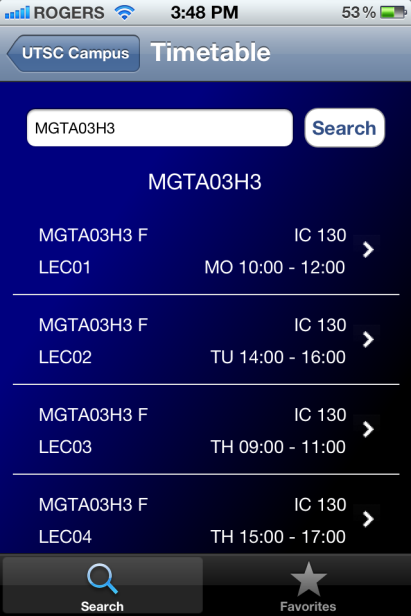 ROGERS 3:48 PM 53%
UTSC Campus Timetable
MGTA03H3 Search
MGTA03H3
MGTA03H3 F IC 130
LEC01 MO 10:00 - 12:00
MGTA03H3 F IC 130
LEC02 TU 14:00 - 16:00
MGTA03H3 F IC 130
LEC03 TH 09:00 - 11:00
MGTA03H3 F IC 130
LEC04 TH 15:00 - 17:00
Search Favorites